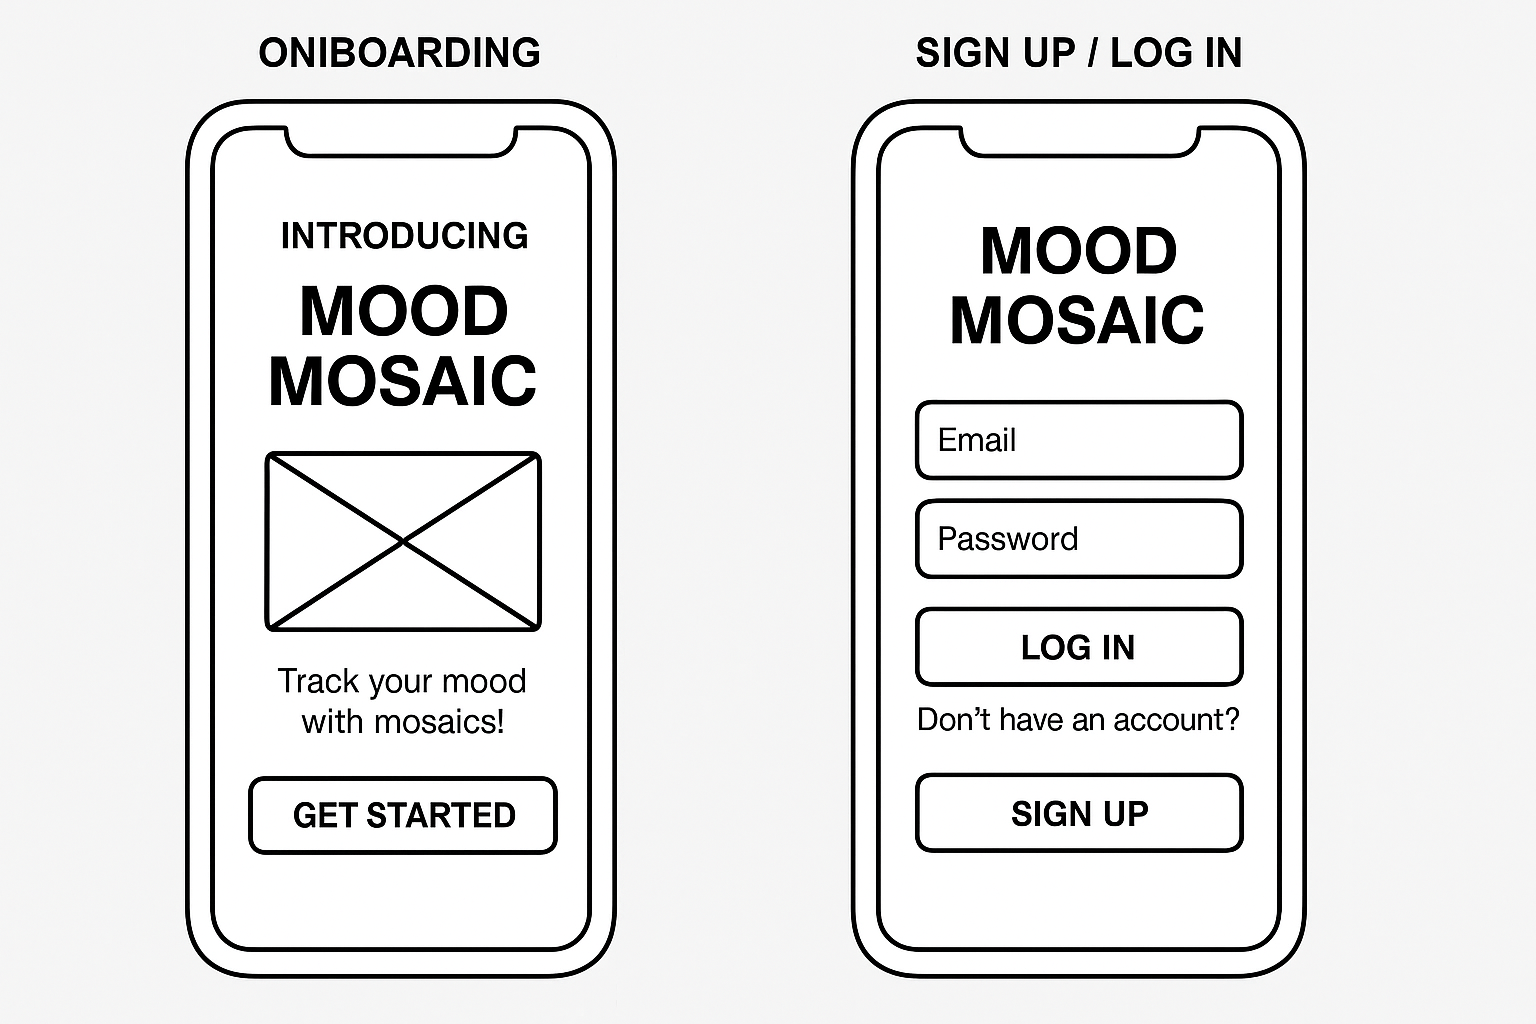 ONIBOARDING
INTRODUCING
MOOD
MOSAIC
Track your mood
with mosaics!
GET STARTED
SIGN UP / LOG IN
MOOD
MOSAIC
Email
Password
LOG IN
Don't have an account?
SIGN UP